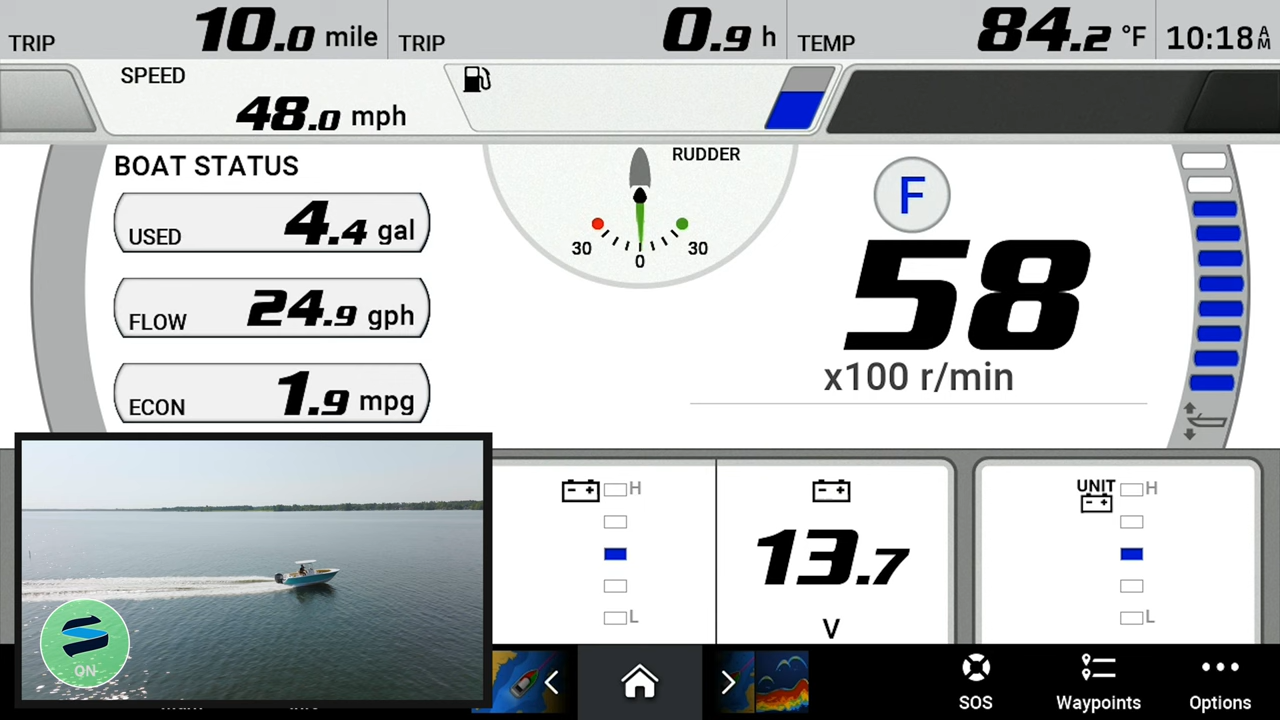 TRIP 10.0 mile TRIP 0.9 h TEMP 84.2 °F 10:18 AM
SPEED
48.0 mph
BOAT STATUS
USED 4.4 gal
FLOW 24.9 gph
ECON 1.9 mpg
RUDDER
30 30
0
F
58
x100 r/min
H
L
13.7
V
UNIT
H
L
ON
SOS Waypoints Options